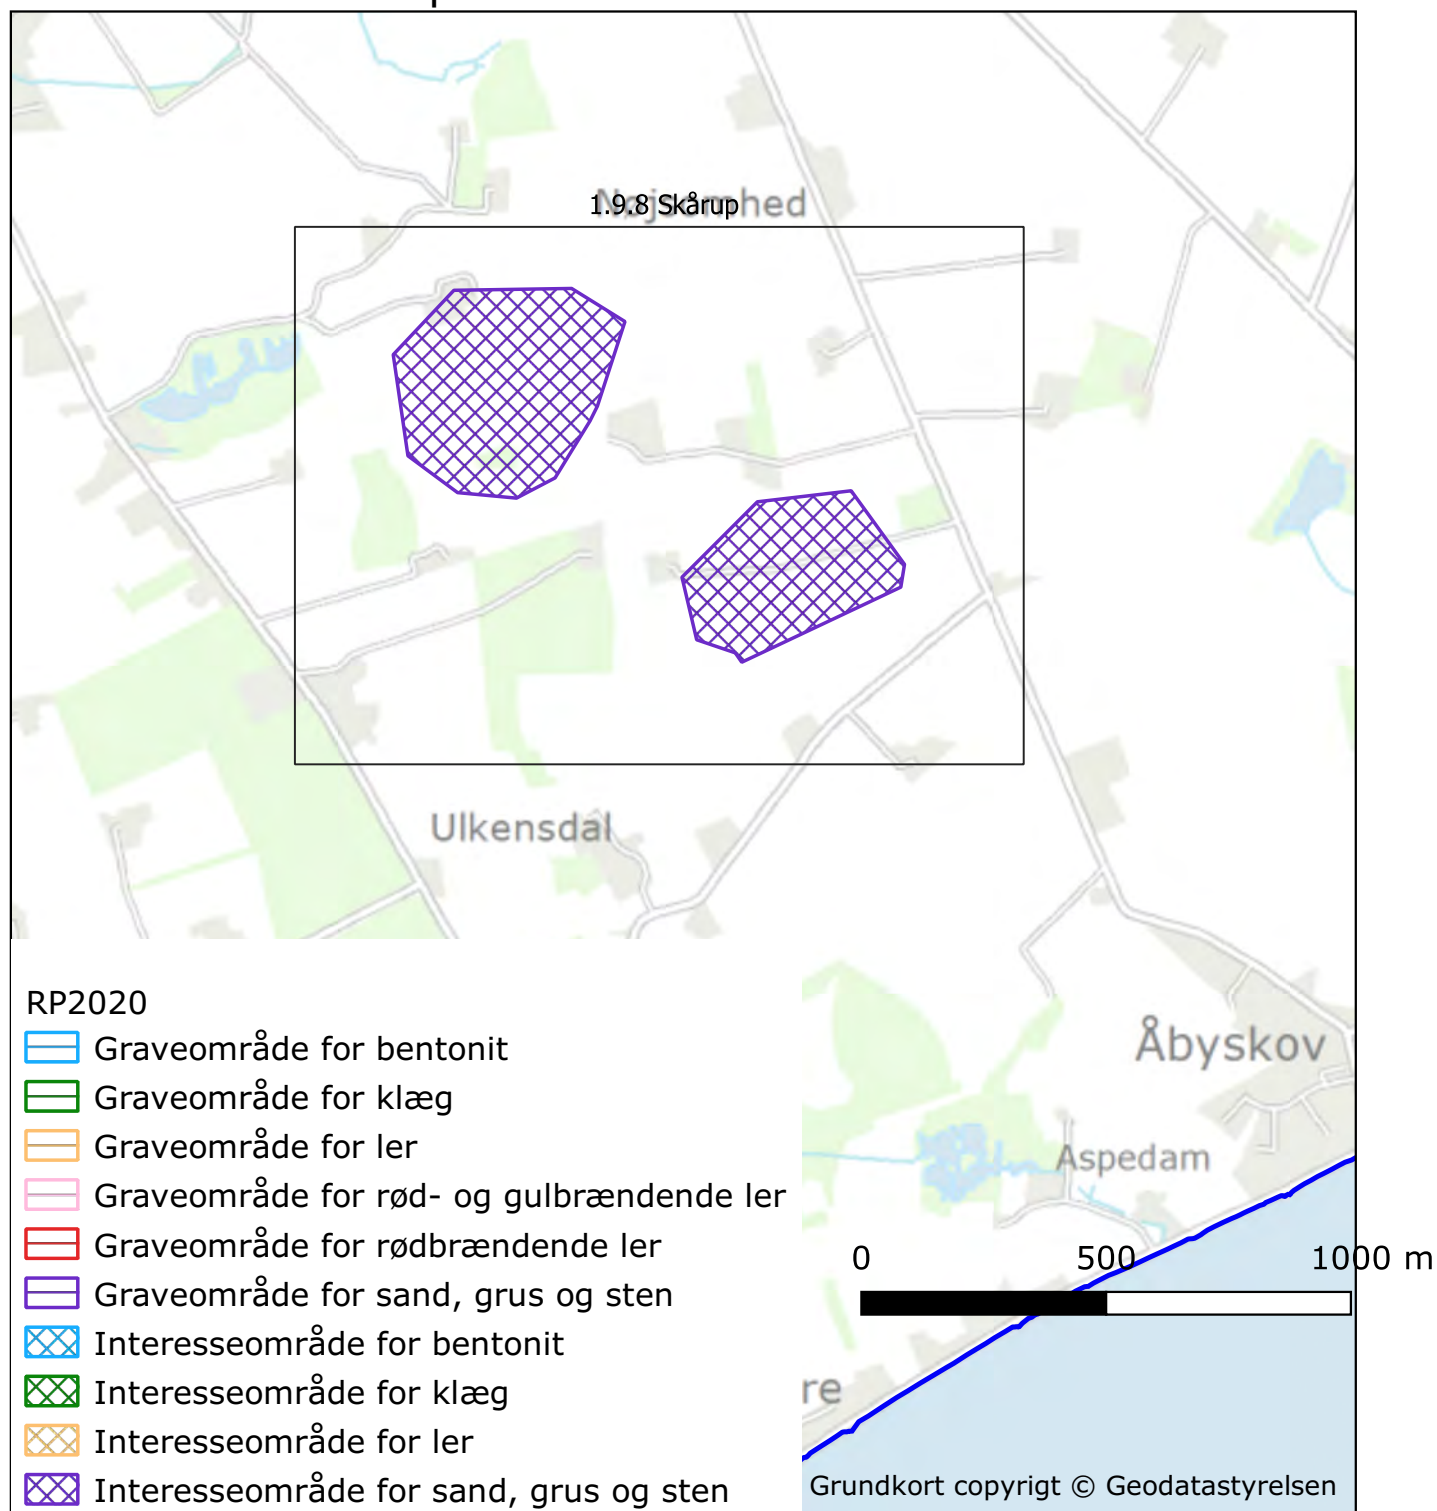 1.9.8 Skårup
Ulkensdal
RP2020
Graveområde for bentonit
Graveområde for klæg
Graveområde for ler
Graveområde for rød- og gulbrændende ler
Graveområde for rødbrændende ler
Graveområde for sand, grus og sten
Interesseområde for bentonit
Interesseområde for klæg
Interesseområde for ler
Interesseområde for sand, grus og sten
Åbyskov
Aspedam
0 500 1000 m
re
Grundkort copyrigt © Geodatastyrelsen